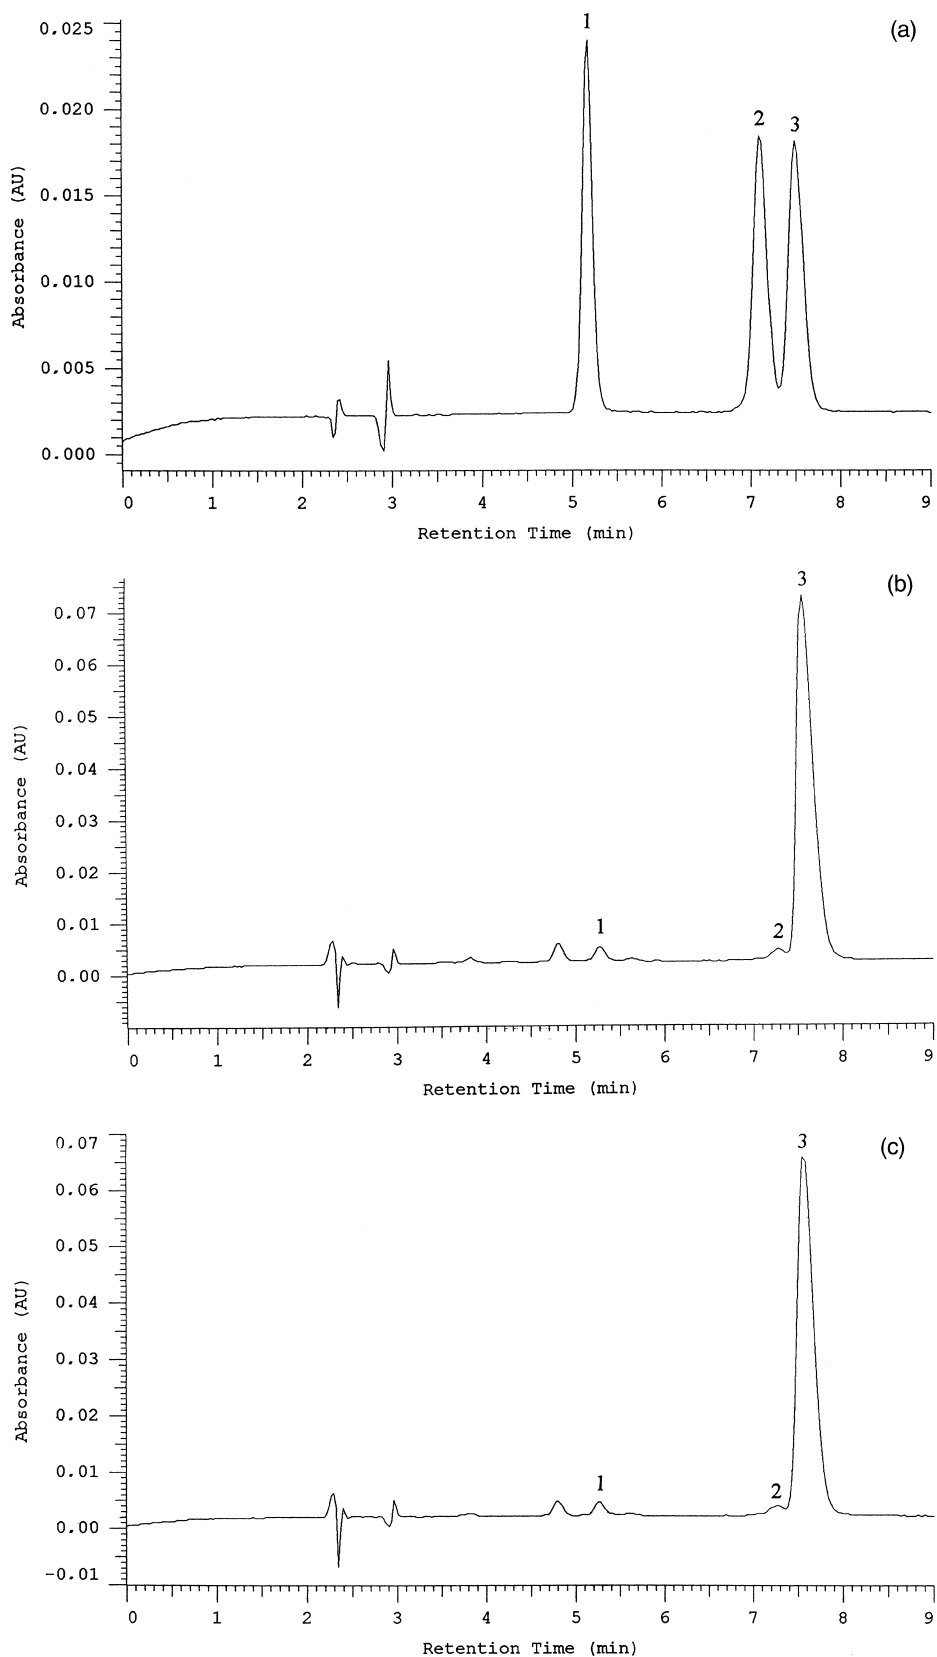 (a)
1
2
3
0.025
0.020
0.015
0.010
0.005
0.000
Absorbance (AU)
0 1 2 3 4 5 6 7 8 9
Retention Time (min)
(b)
3
0.07
0.06
0.05
0.04
0.03
0.02
0.01
0.00
Absorbance (AU)
1
2
0 1 2 3 4 5 6 7 8 9
Retention Time (min)
(c)
3
0.07
0.06
0.05
0.04
0.03
0.02
0.01
0.00
-0.01
Absorbance (AU)
1
2
0 1 2 3 4 5 6 7 8 9
Retention Time (min)